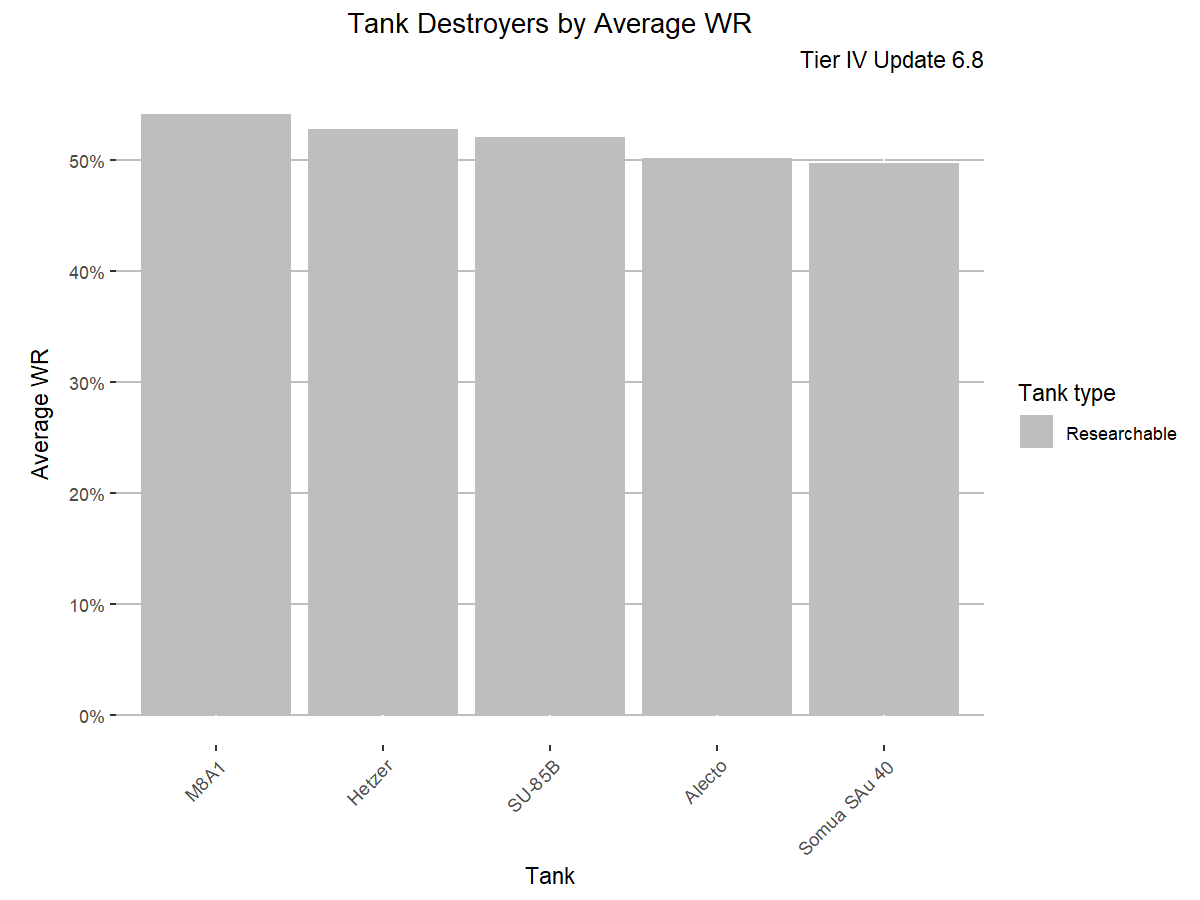 Tank Destroyers by Average WR
Tier IV Update 6.8
Average WR
50%
40%
30%
20%
10%
0%
M8A1
Hetzer
SU-85B
Alecto
Somua SAu 40
Tank
Tank type
Researchable